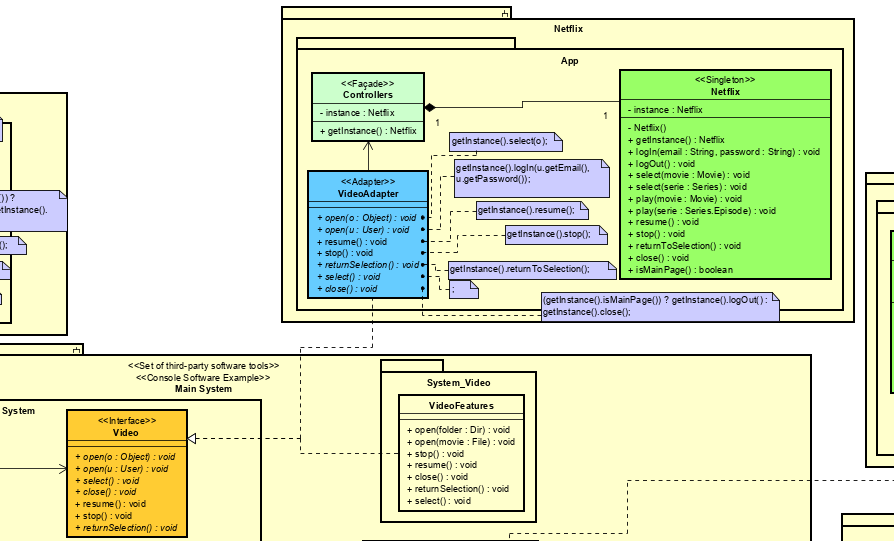 Netflix
App
<<Façade>>
Controllers
- instance : Netflix
+ getInstance() : Netflix
1
1
<<Singleton>>
Netflix
- instance : Netflix
- Netflix()
+ getInstance() : Netflix
+ logIn(email : String, password : String) : void
+ logOut() : void
+ select(movie : Movie) : void
+ select(serie : Series) : void
+ play(movie : Movie) : void
+ play(serie : Series.Episode) : void
+ resume() : void
+ stop() : void
+ returnToSelection() : void
+ close() : void
+ isMainPage() : boolean
<<Adapter>>
VideoAdapter
+ open(o : Object) : void
+ open(u : User) : void
+ resume() : void
+ stop() : void
+ returnSelection() : void
+ select() : void
+ close() : void
getInstance().select(o);
getInstance().logIn(u.getEmail(),
u.getPassword());
getInstance().resume();
getInstance().stop();
getInstance().returnToSelection();
;
(getInstance().isMainPage()) ? getInstance().logOut() :
getInstance().close();
()) ?
etInstance().
();
<<Set of third-party software tools>>
<<Console Software Example>>
Main System
System
<<Interface>>
Video
+ open(o : Object) : void
+ open(u : User) : void
+ select() : void
+ close() : void
+ resume() : void
+ stop() : void
+ returnSelection() : void
System_Video
VideoFeatures
+ open(folder : Dir) : void
+ open(movie : File) : void
+ stop() : void
+ resume() : void
+ close() : void
+ returnSelection() : void
+ select() : void